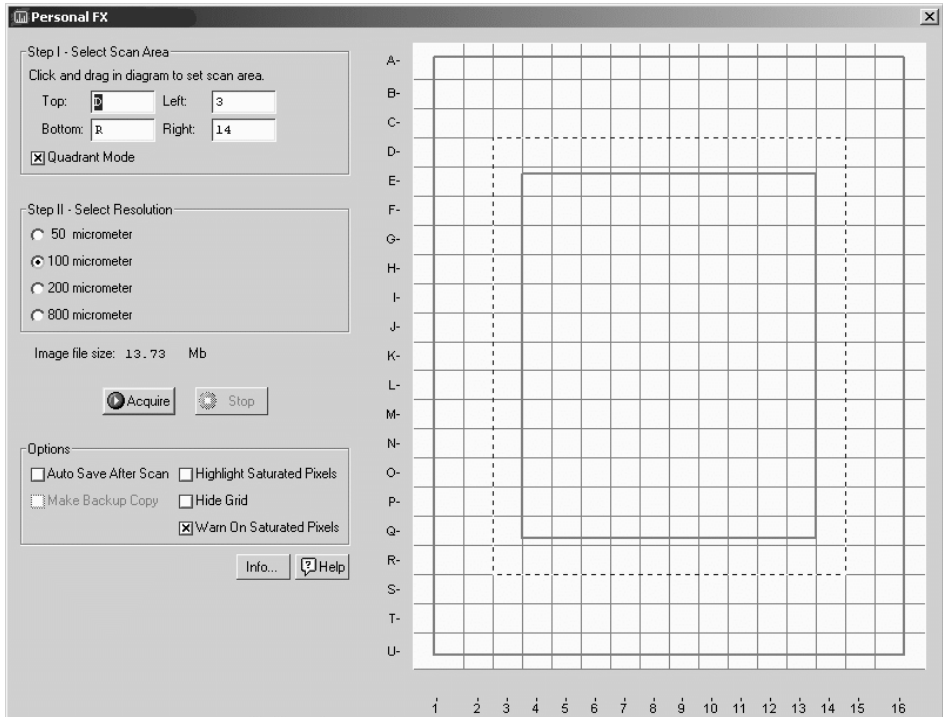 Personal FX
Step I - Select Scan Area
Click and drag in diagram to set scan area.
Top: D Left: 3
Bottom: R Right: 14
Quadrant Mode
Step II - Select Resolution
50 micrometer
100 micrometer
200 micrometer
800 micrometer
Image file size: 13.73 Mb
Acquire Stop
Options
Auto Save After Scan Highlight Saturated Pixels
Make Backup Copy Hide Grid
Warn On Saturated Pixels
Info... Help
A-
B-
C-
D-
E-
F-
G-
H-
I-
J-
K-
L-
M-
N-
O-
P-
Q-
R-
S-
T-
U-
1 2 3 4 5 6 7 8 9 10 11 12 13 14 15 16